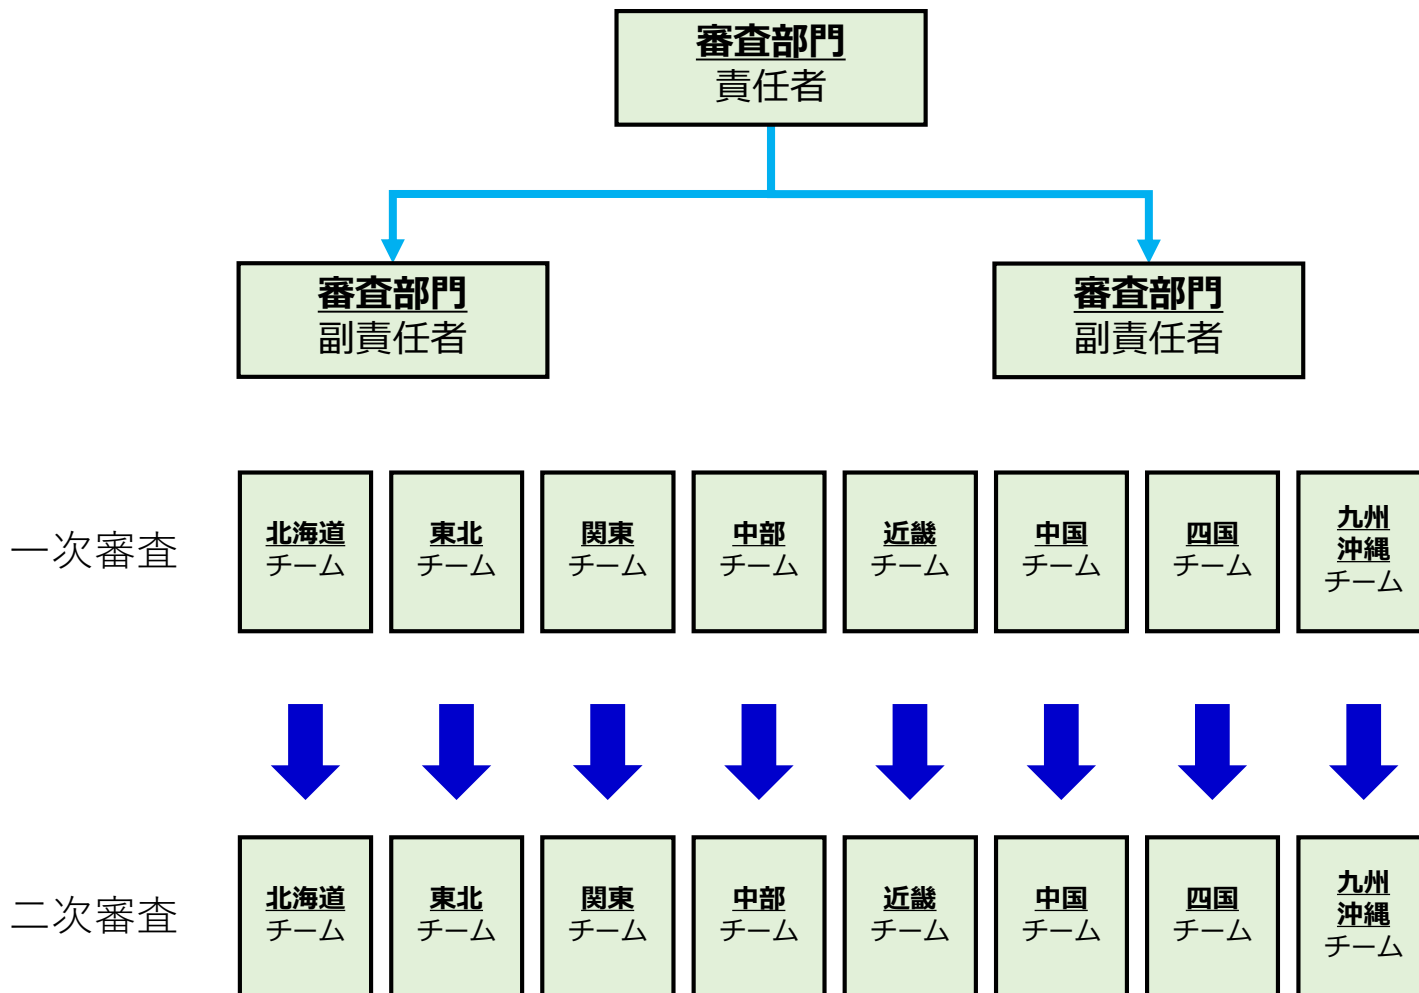 審査部門
責任者
審査部門
副責任者
審査部門
副責任者
一次審査
北海道
チーム
東北
チーム
関東
チーム
中部
チーム
近畿
チーム
中国
チーム
四国
チーム
九州
沖縄
チーム
二次審査
北海道
チーム
東北
チーム
関東
チーム
中部
チーム
近畿
チーム
中国
チーム
四国
チーム
九州
沖縄
チーム